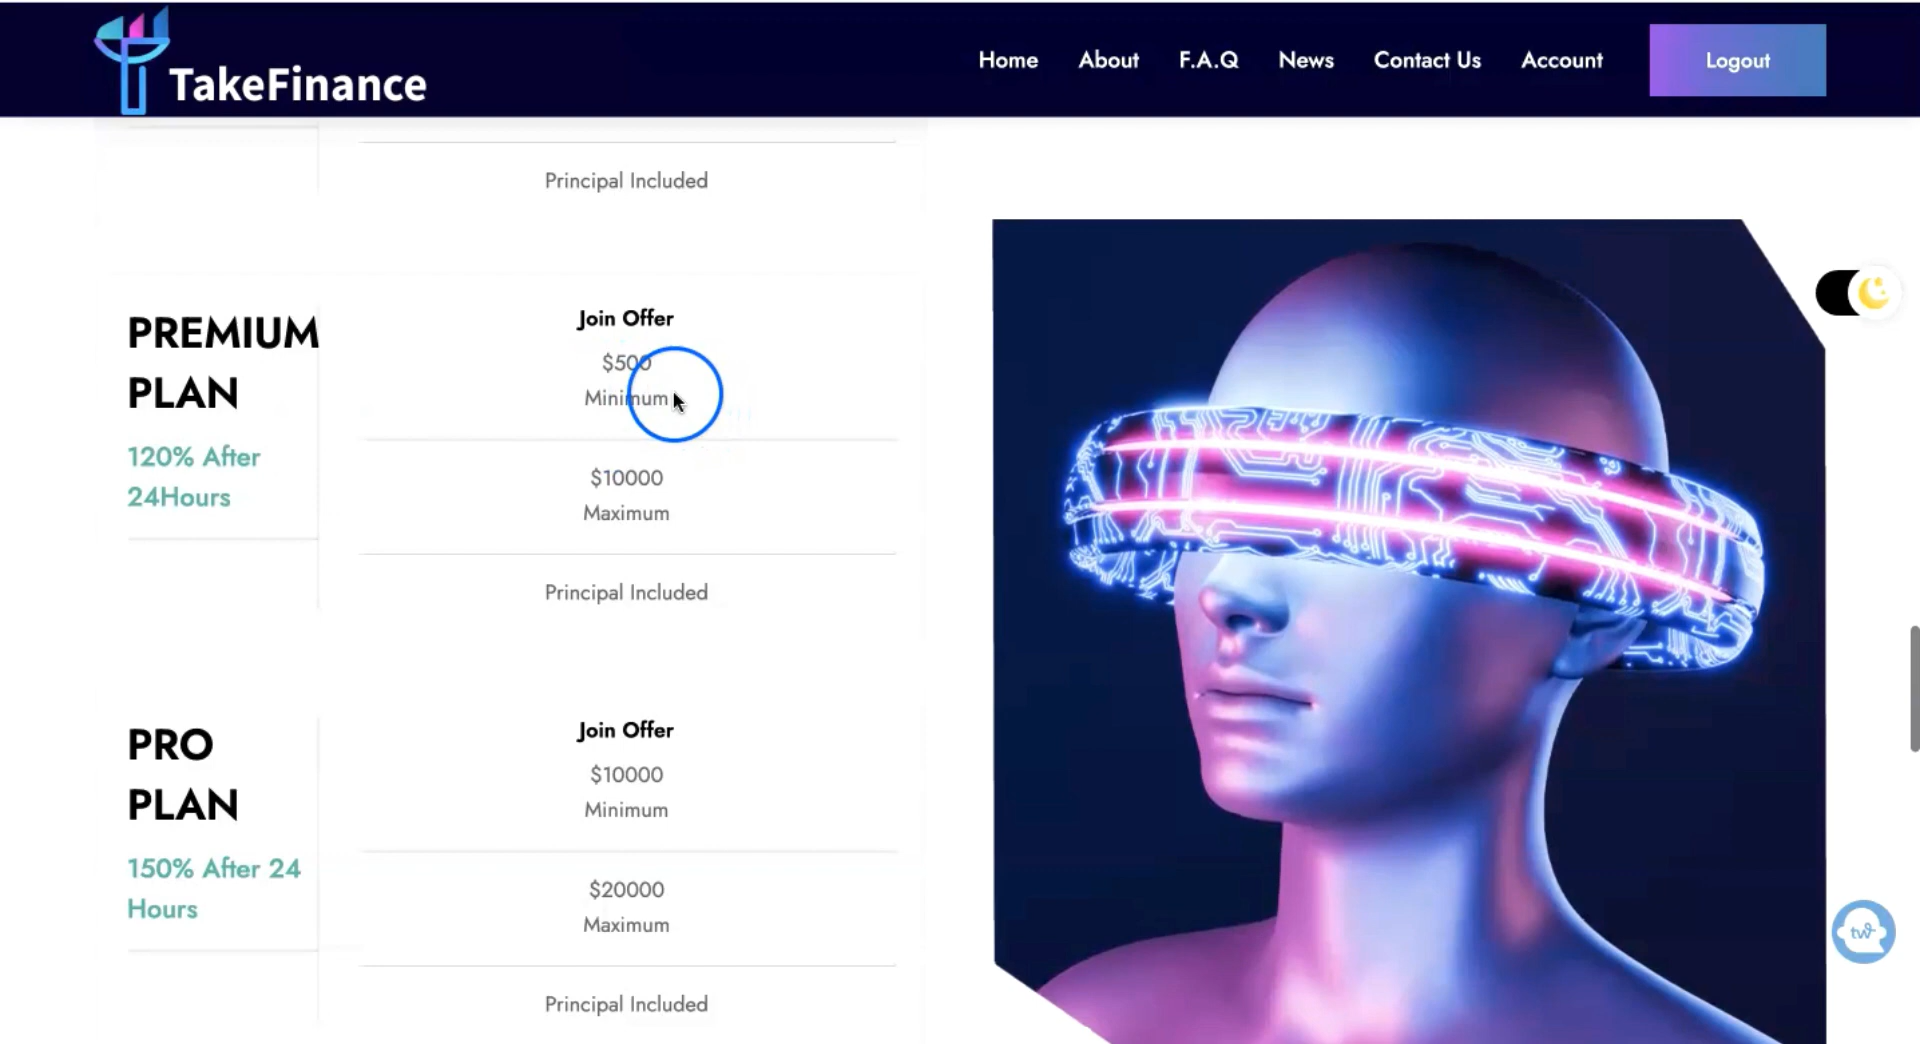 TakeFinance
Home About F.A.Q News Contact Us Account Logout
Principal Included
PREMIUM
PLAN
120% After
24Hours
Join Offer
$500
Minimum
$10000
Maximum
Principal Included
PRO
PLAN
150% After 24
Hours
Join Offer
$10000
Minimum
$20000
Maximum
Principal Included
tw